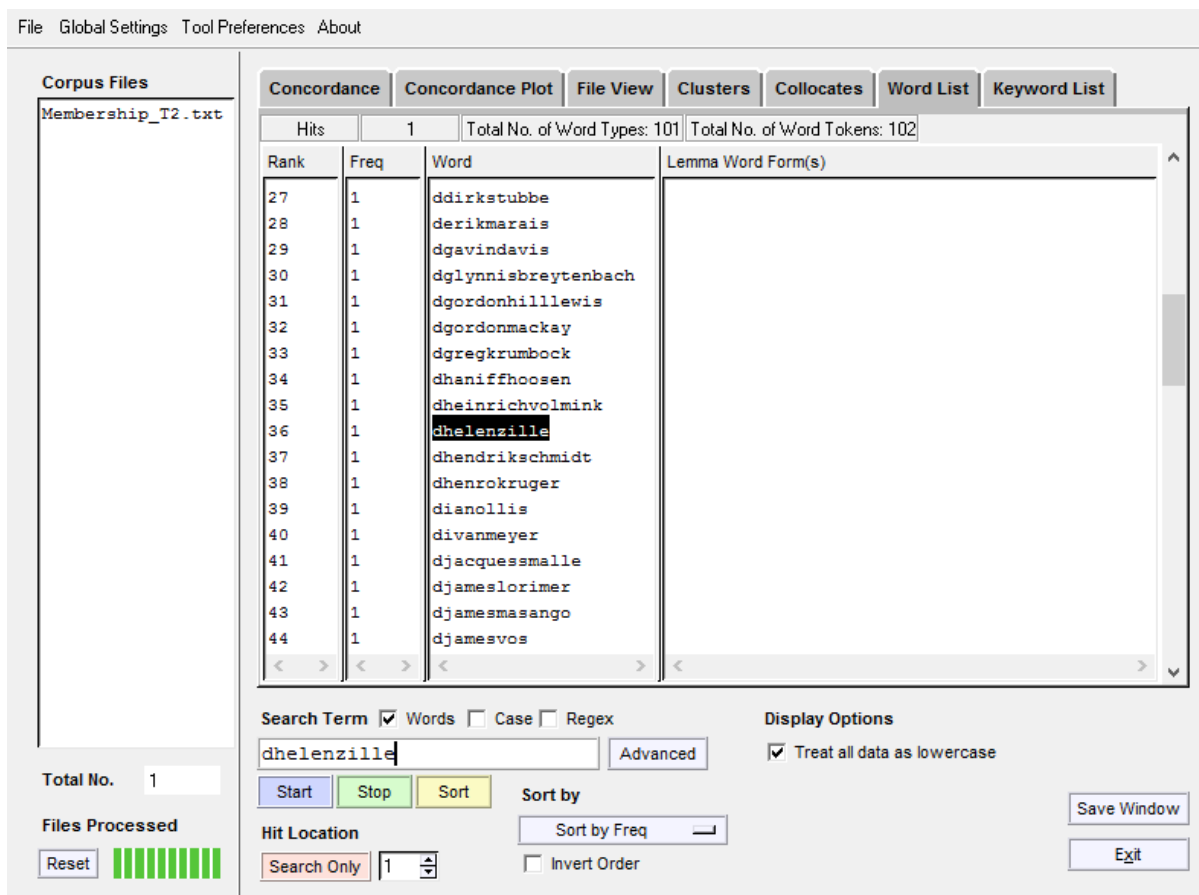 File Global Settings Tool Preferences About
Corpus Files
Membership_T2.txt
Concordance Concordance Plot File View Clusters Collocates Word List Keyword List
Hits 1 Total No. of Word Types: 101 Total No. of Word Tokens: 102
Rank Freq Word Lemma Word Form(s)
27 1 ddirkstubbe
28 1 derikmarais
29 1 dgavindavis
30 1 dglynnisbreytenbach
31 1 dgordonhilllewis
32 1 dgordonmackay
33 1 dgregkrumbock
34 1 dhaniffhoosen
35 1 dheinrichvolmink
36 1 dhelenzille
37 1 dhendrikschmidt
38 1 dhenrokruger
39 1 dianollis
40 1 divanmeyer
41 1 djacquessmalle
42 1 djameslorimer
43 1 djamesmasango
44 1 djamesvos
Search Term Words Case Regex
dhelenzille Advanced
Start Stop Sort
Hit Location
Search Only 1
Sort by
Sort by Freq
Invert Order
Display Options
Treat all data as lowercase
Total No. 1
Files Processed
Reset
Save Window
Exit